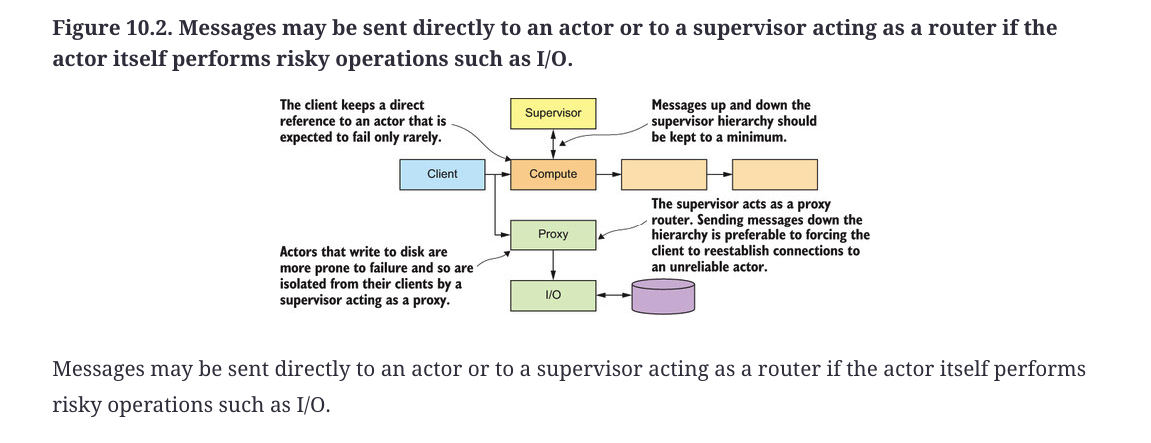 Figure 10.2. Messages may be sent directly to an actor or to a supervisor acting as a router if the
actor itself performs risky operations such as I/O.
The client keeps a direct
reference to an actor that is
expected to fail only rarely.
Supervisor
Messages up and down the
supervisor hierarchy should
be kept to a minimum.
Client
Compute
The supervisor acts as a proxy
router. Sending messages down the
hierarchy is preferable to forcing the
client to reestablish connections to
an unreliable actor.
Proxy
Actors that write to disk are
more prone to failure and so are
isolated from their clients by a
supervisor acting as a proxy.
I/O
Messages may be sent directly to an actor or to a supervisor acting as a router if the actor itself performs
risky operations such as I/O.